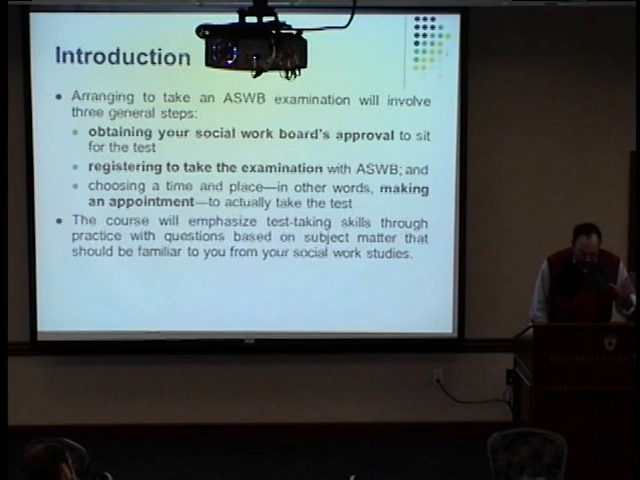 Introduction
Arranging to take an ASWB examination will involve
three general steps:
obtaining your social work board's approval to sit
for the test
registering to take the examination with ASWB; and
choosing a time and place—in other words, making
an appointment—to actually take the test
The course will emphasize test-taking skills through
practice with questions based on subject matter that
should be familiar to you from your social work studies.
UNIVERSITY